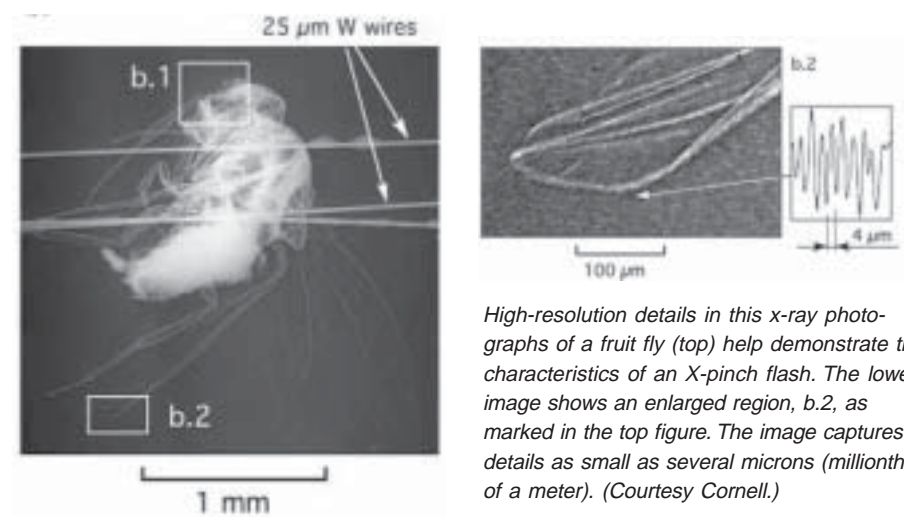 25 µm W wires
b.1
b.2
1 mm
b.2
4 µm
100 µm
High-resolution details in this x-ray photo-
graphs of a fruit fly (top) help demonstrate
characteristics of an X-pinch flash. The
image shows an enlarged region, b.2, as
marked in the top figure. The image captures
details as small as several microns
of a meter). (Courtesy Cornell.)